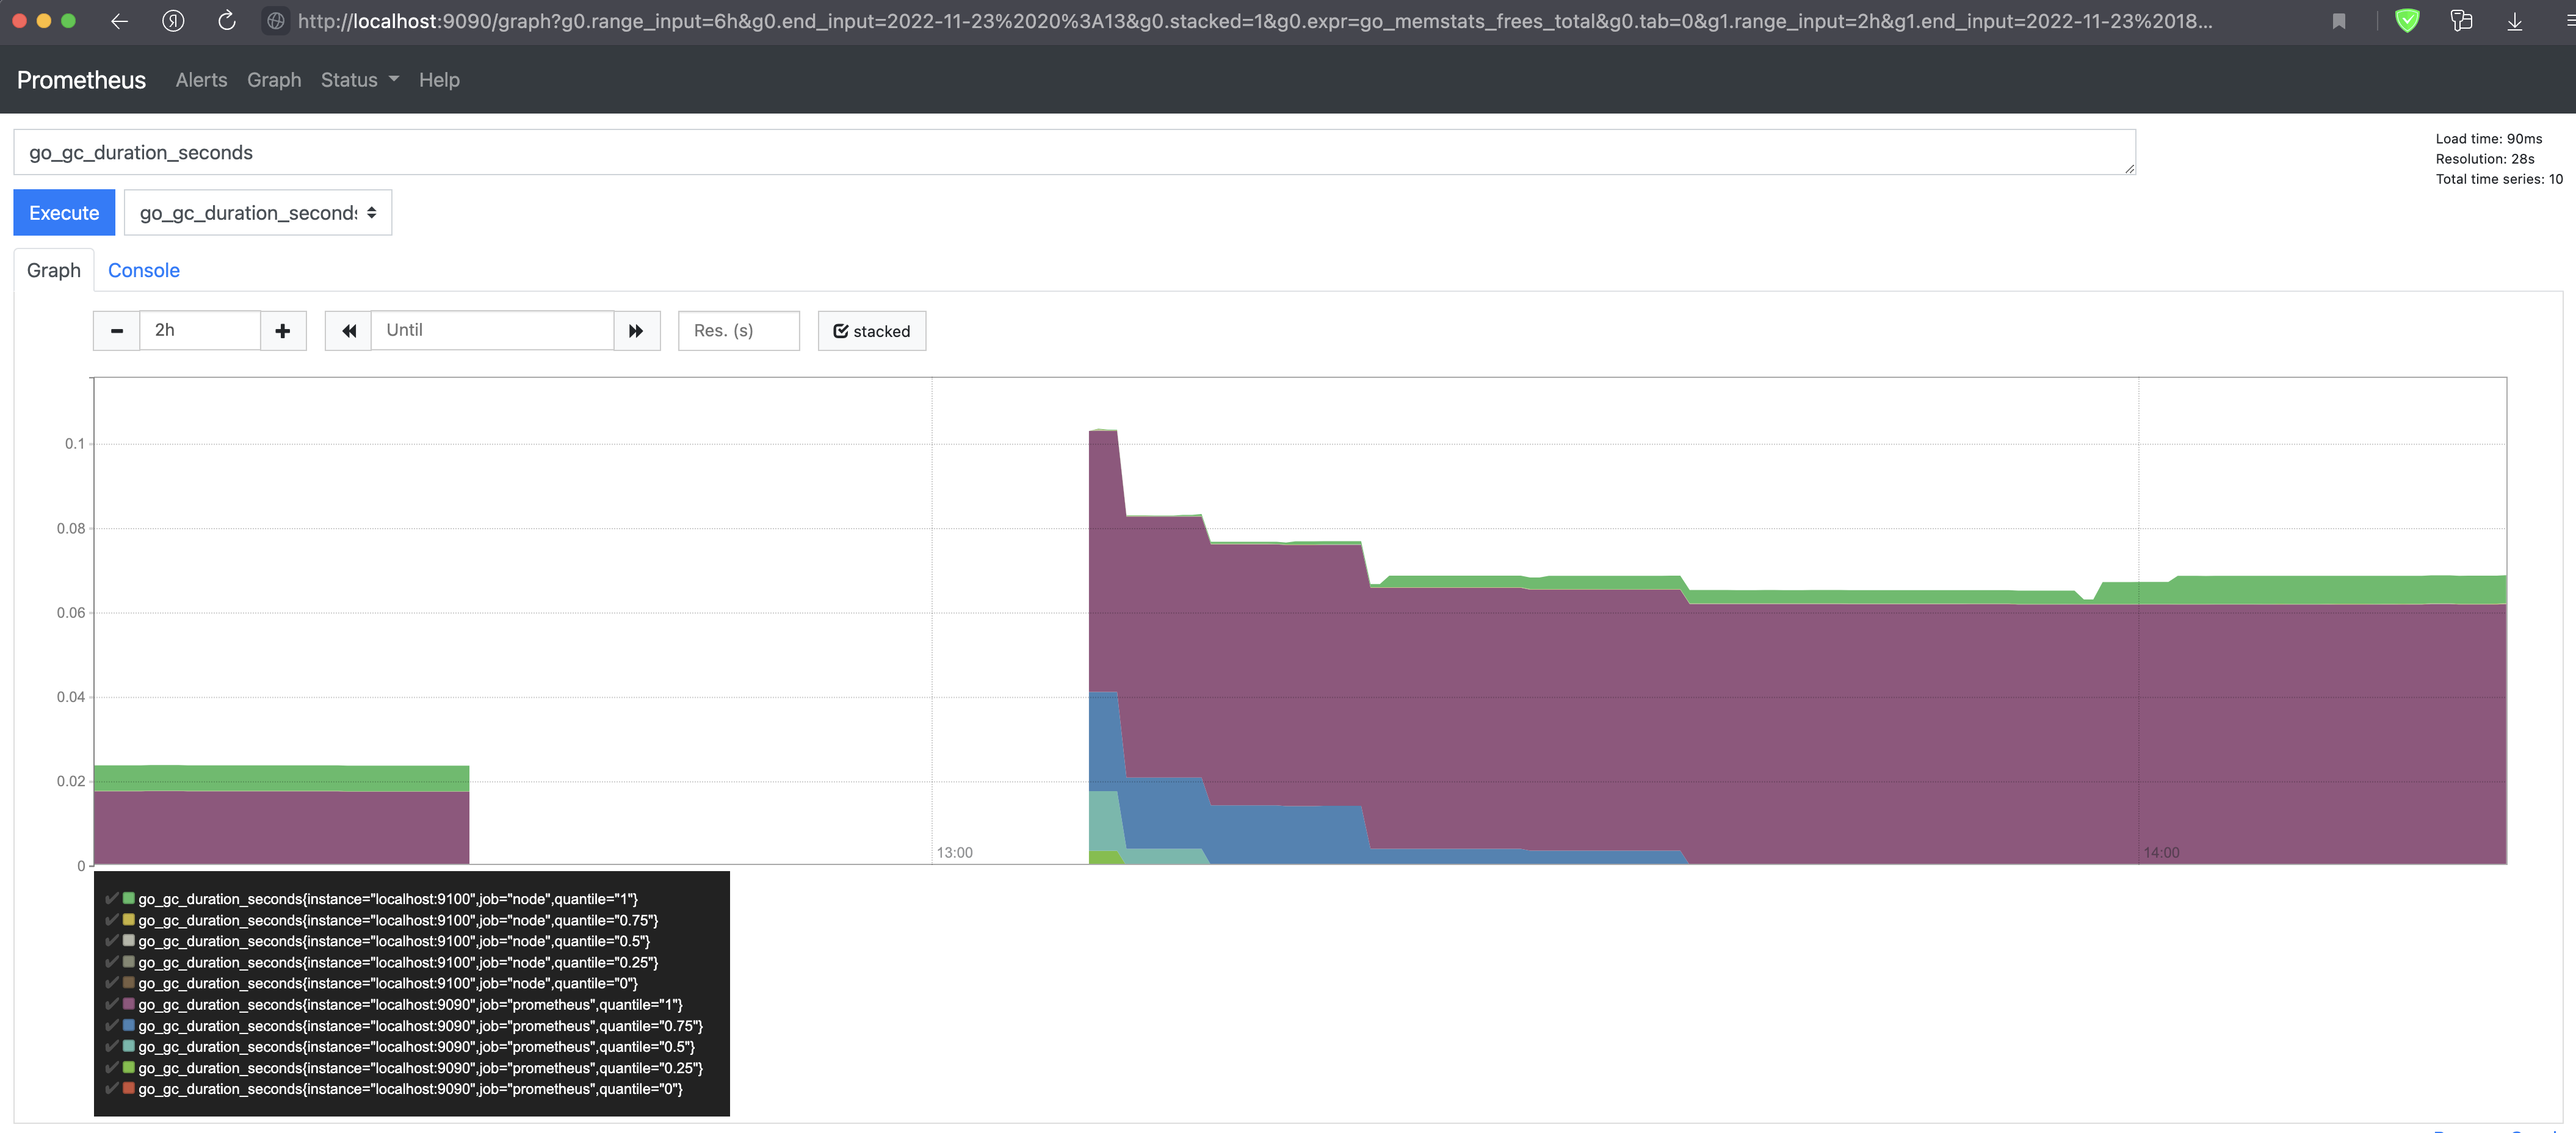 http://localhost:9090/graph?g0.range_input=6h&g0.end_input=2022-11-23%2020%3A13&g0.stacked=1&g0.expr=go_memstats_frees_total&g0.tab=0&g1.range_input=2h&g1.end_input=2022-11-23%2018...
Prometheus Alerts Graph Status Help
go_gc_duration_seconds
Load time: 90ms
Resolution: 28s
Total time series: 10
Execute go_gc_duration_seconds
Graph Console
2h Until Res. (s) stacked
0.1
0.08
0.06
0.04
0.02
0
13:00 14:00
go_gc_duration_seconds{instance="localhost:9100",job="node",quantile="1"}
go_gc_duration_seconds{instance="localhost:9100",job="node",quantile="0.75"}
go_gc_duration_seconds{instance="localhost:9100",job="node",quantile="0.5"}
go_gc_duration_seconds{instance="localhost:9100",job="node",quantile="0.25"}
go_gc_duration_seconds{instance="localhost:9100",job="node",quantile="0"}
go_gc_duration_seconds{instance="localhost:9090",job="prometheus",quantile="1"}
go_gc_duration_seconds{instance="localhost:9090",job="prometheus",quantile="0.75"}
go_gc_duration_seconds{instance="localhost:9090",job="prometheus",quantile="0.5"}
go_gc_duration_seconds{instance="localhost:9090",job="prometheus",quantile="0.25"}
go_gc_duration_seconds{instance="localhost:9090",job="prometheus",quantile="0"}